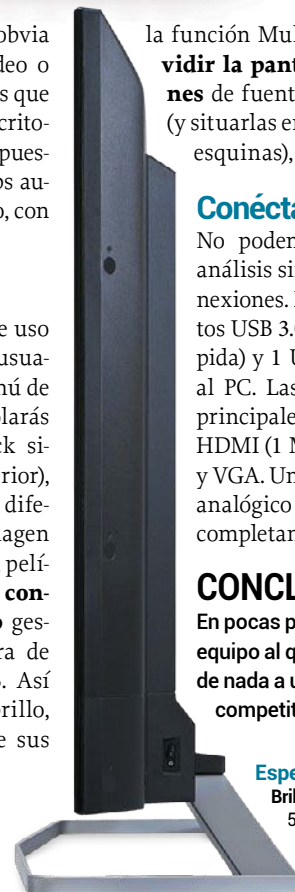 obvia
deo o
s que
crito-
pues-
os au-
o, con
e uso
usua-
nú de
olarás
ck si-
rior),
dife-
agen
pelí-
con-
o ges-
ra de
. Así
rillo,
e sus
la función Mul
vidir la pant
nes de fuent
(y situarlas en
esquinas),
Conécta
No poden
análisis si
nexiones.
tos USB 3.
pida) y 1 U
al PC. Las
principale
HDMI (1 M
y VGA. Un
analógico
completan
CONCL
En pocas p
equipo al q
de nada a u
competit
Espe
Bril
5